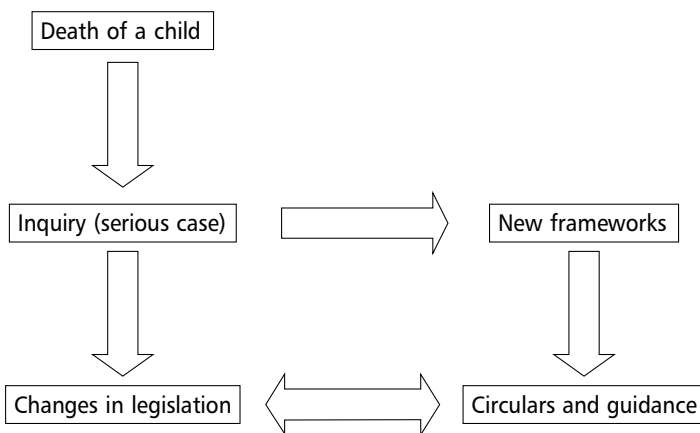 Death of a child
Inquiry (serious case)
New frameworks
Changes in legislation
Circulars and guidance